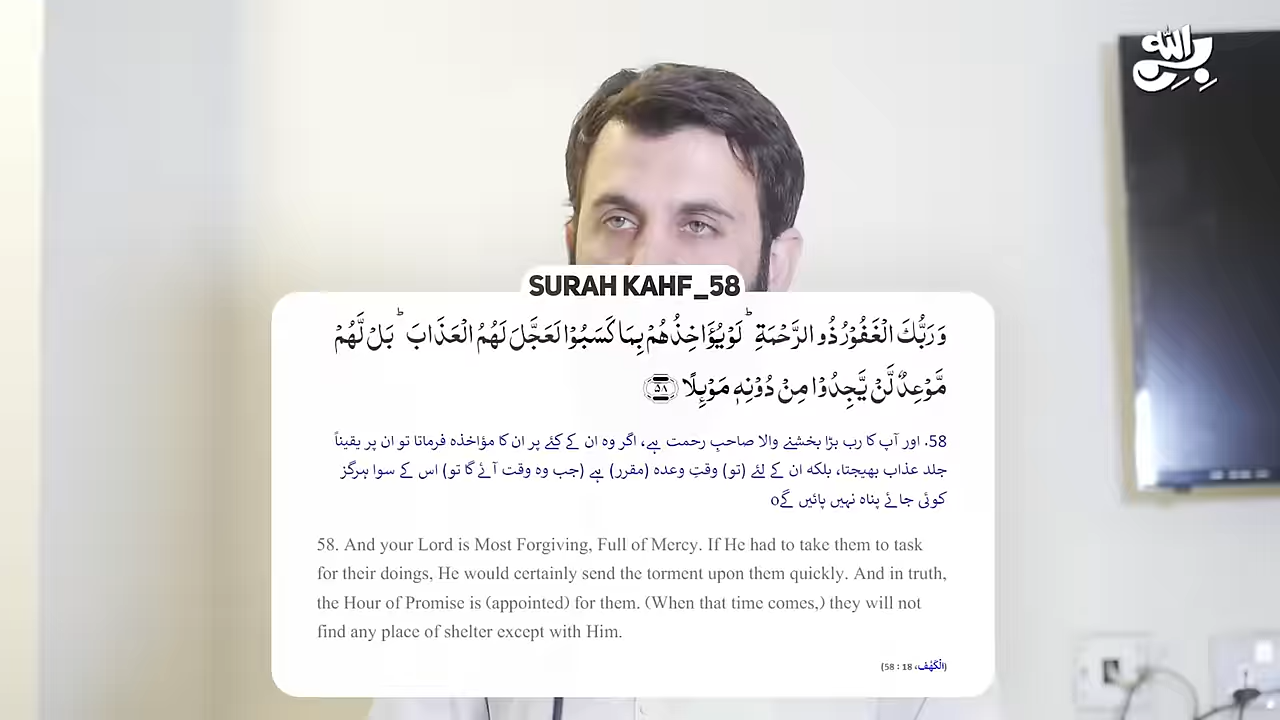 بسم الله
SURAH KAHF_58
وَرَبُّكَ الْغَفُوْرُ ذُو الرَّحْمَةِ ؕ لَوْ يُؤَاخِذُهُمْ بِمَا كَسَبُوْا لَعَجَّلَ لَهُمُ الْعَذَابَ ؕ بَلْ لَّهُمْ
مَّوْعِدٌ لَّنْ يَّجِدُوْا مِنْ دُوْنِهٖ مَوْىِٕلًا ﴿۵۸﴾
58. اور آپ کا رب بڑا بخشنے والا صاحبِ رحمت ہے، اگر وہ ان کے کئے پر ان کا مؤاخذہ فرماتا تو ان پر یقیناً
جلد عذاب بھیجتا، بلکہ ان کے لئے (تو) وقتِ وعدہ (مقرر) ہے (جب وہ وقت آئے گا تو) اس کے سوا ہرگز
کوئی جائے پناہ نہیں پائیں گےo
58. And your Lord is Most Forgiving, Full of Mercy. If He had to take them to task
for their doings, He would certainly send the torment upon them quickly. And in truth,
the Hour of Promise is (appointed) for them. (When that time comes,) they will not
find any place of shelter except with Him.
(الْكَهْف، 18 : 58)